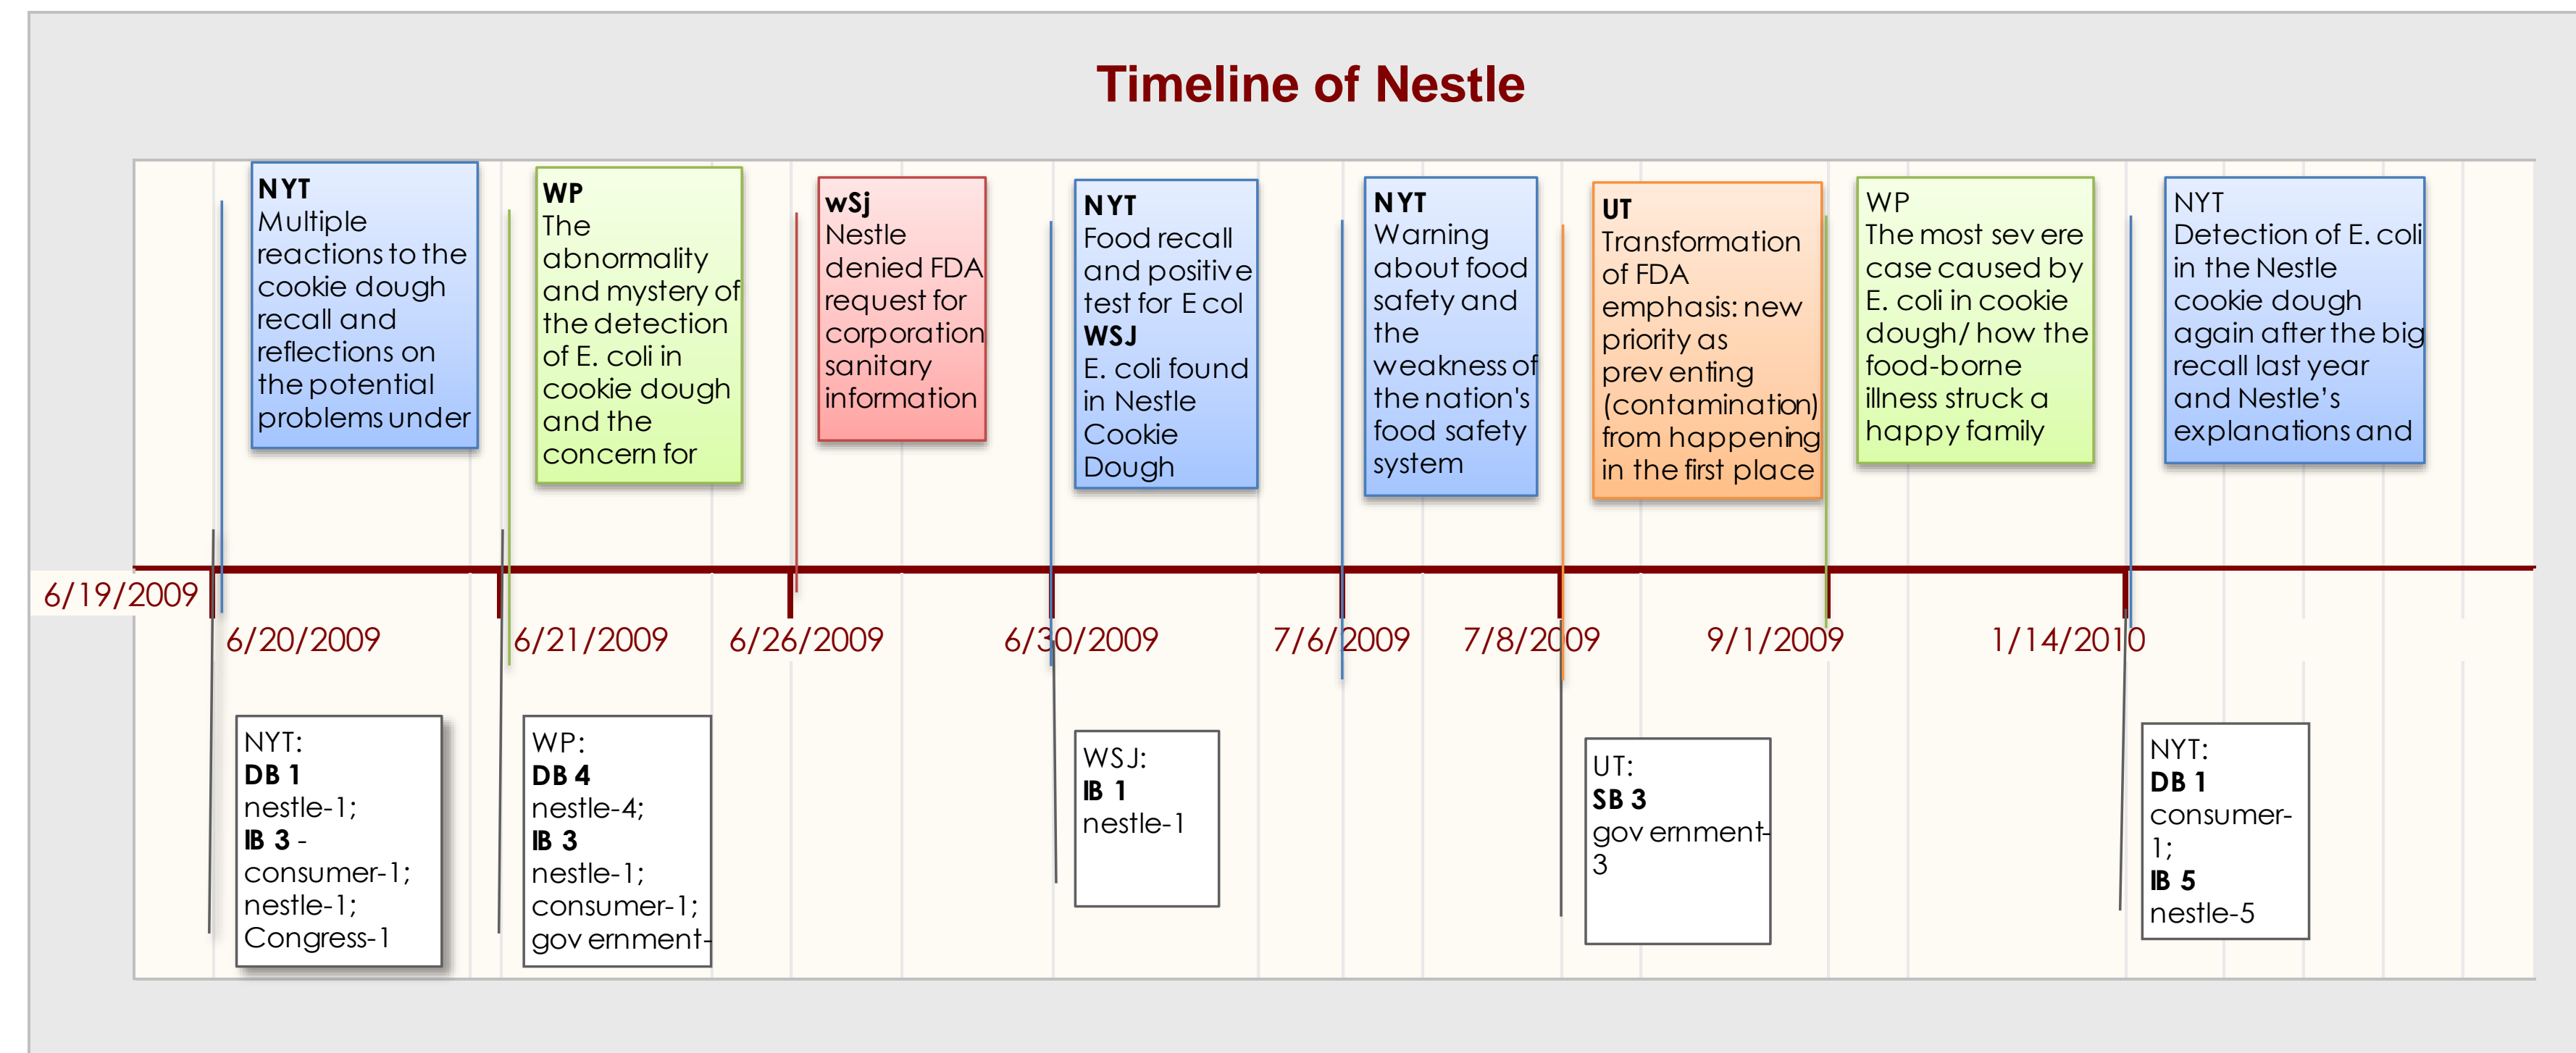 Timeline of Nestle
NYT
Multiple
reactions to the
cookie dough
recall and
reflections on
the potential
problems under
WP
The
abnormality
and mystery of
the detection
of E. coli in
cookie dough
and the
concern for
wSj
Nestle
denied FDA
request for
corporation
sanitary
information
NYT
Food recall
and positive
test for E col
WSJ
E. coli found
in Nestle
Cookie
Dough
NYT
Warning
about food
safety and
the
weakness of
the nation's
food safety
system
UT
Transformation
of FDA
emphasis: new
priority as
preventing
(contamination)
from happening
in the first place
WP
The most severe
case caused by
E. coli in cookie
dough/ how the
food-borne
illness struck a
happy family
NYT
Detection of E. coli
in the Nestle
cookie dough
again after the big
recall last year
and Nestle’s
explanations and
6/19/2009
6/20/2009
6/21/2009
6/26/2009
6/30/2009
7/6/2009
7/8/2009
9/1/2009
1/14/2010
NYT:
DB 1
nestle-1;
IB 3 -
consumer-1;
nestle-1;
Congress-1
WP:
DB 4
nestle-4;
IB 3
nestle-1;
consumer-1;
government-
WSJ:
IB 1
nestle-1
UT:
SB 3
government-
3
NYT:
DB 1
consumer-
1;
IB 5
nestle-5